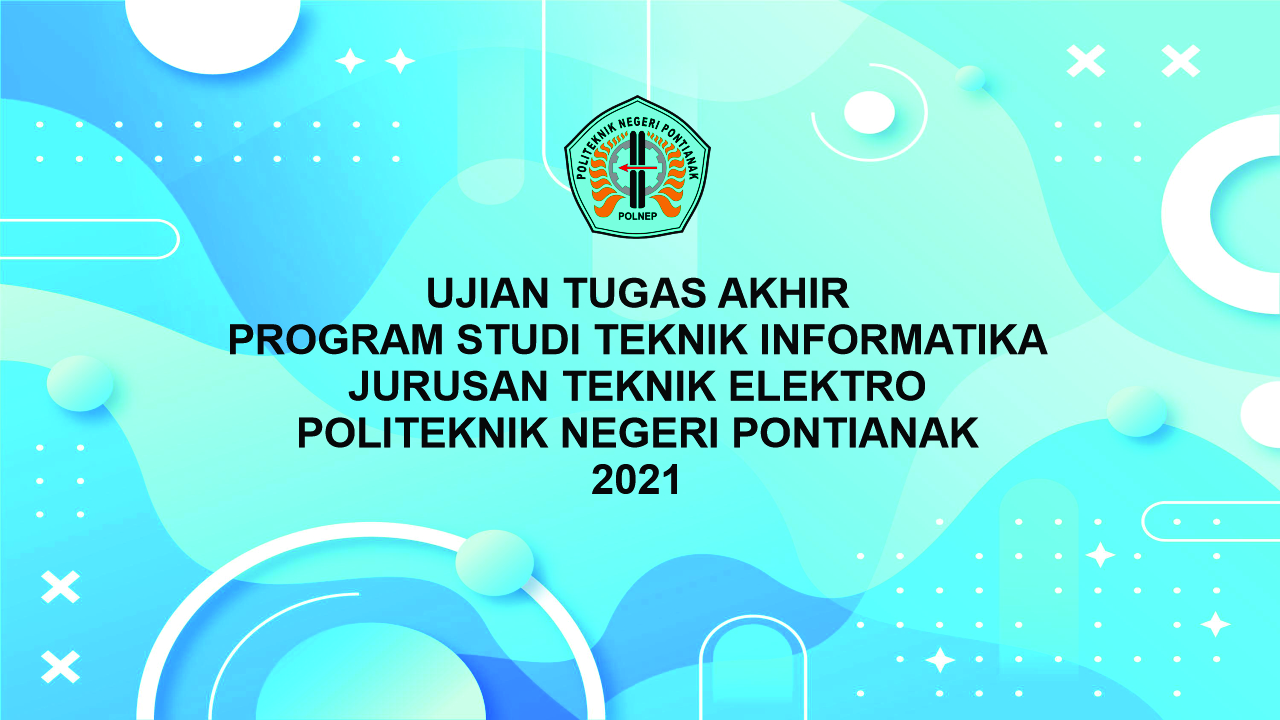 POLITEKNIK NEGERI PONTIANAK
POLNEP
UJIAN TUGAS AKHIR
PROGRAM STUDI TEKNIK INFORMATIKA
JURUSAN TEKNIK ELEKTRO
POLITEKNIK NEGERI PONTIANAK
2021